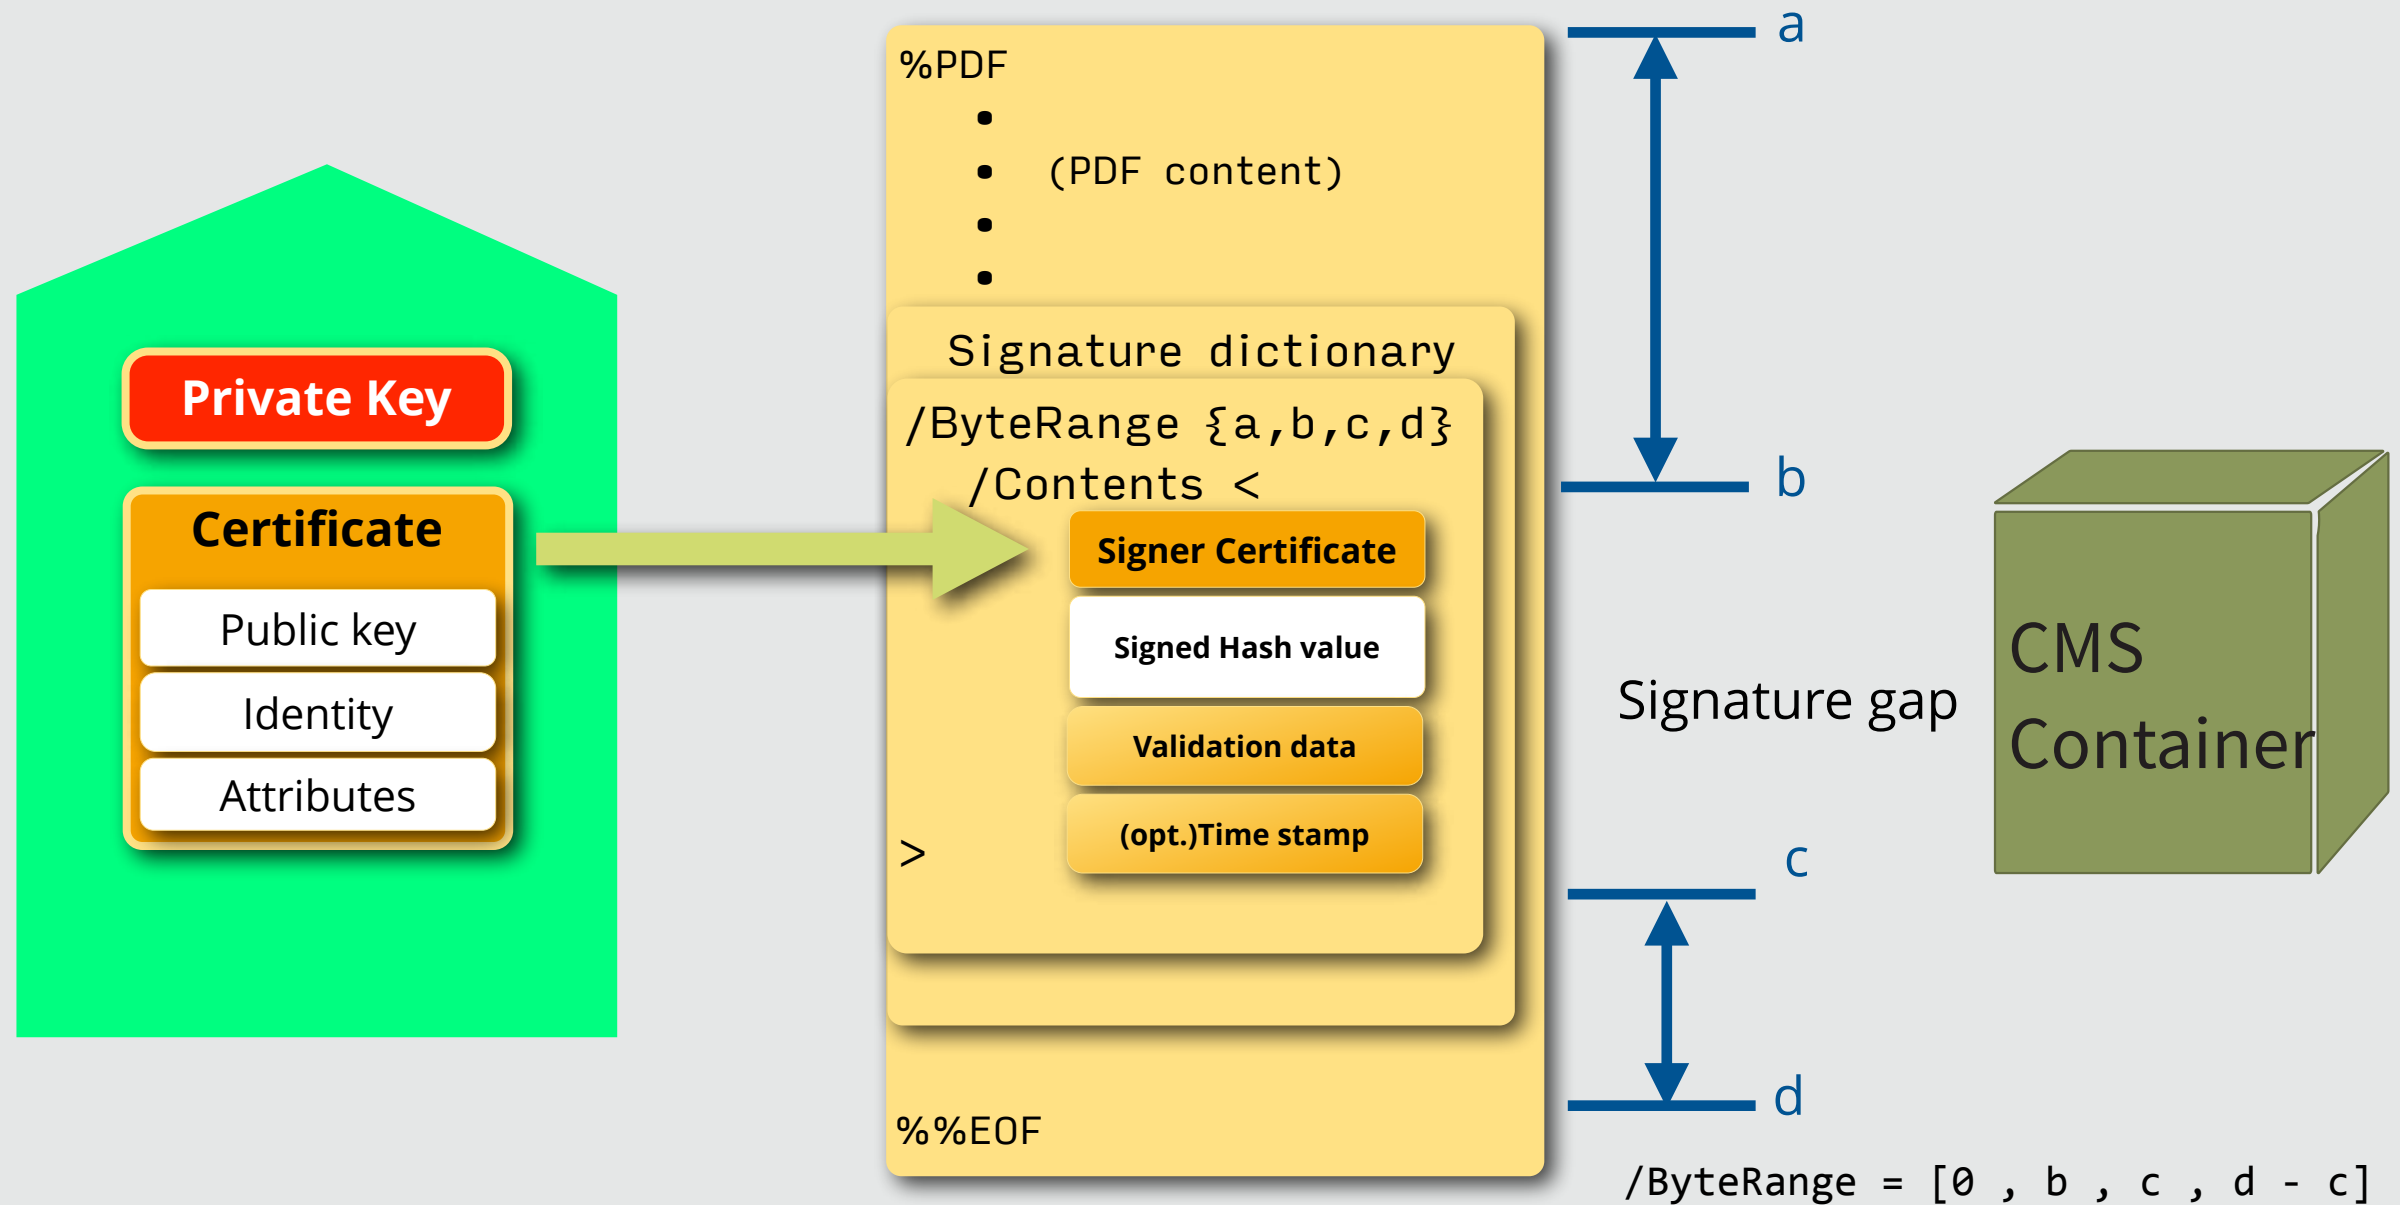 Private Key
Certificate
Public key
Identity
Attributes
%PDF
(PDF content)
Signature dictionary
/ByteRange {a,b,c,d}
/Contents <
Signer Certificate
Signed Hash value
Validation data
(opt.)Time stamp
>
%%EOF
a
b
Signature gap
c
d
CMS
Container
/ByteRange = [0 , b , c , d - c]